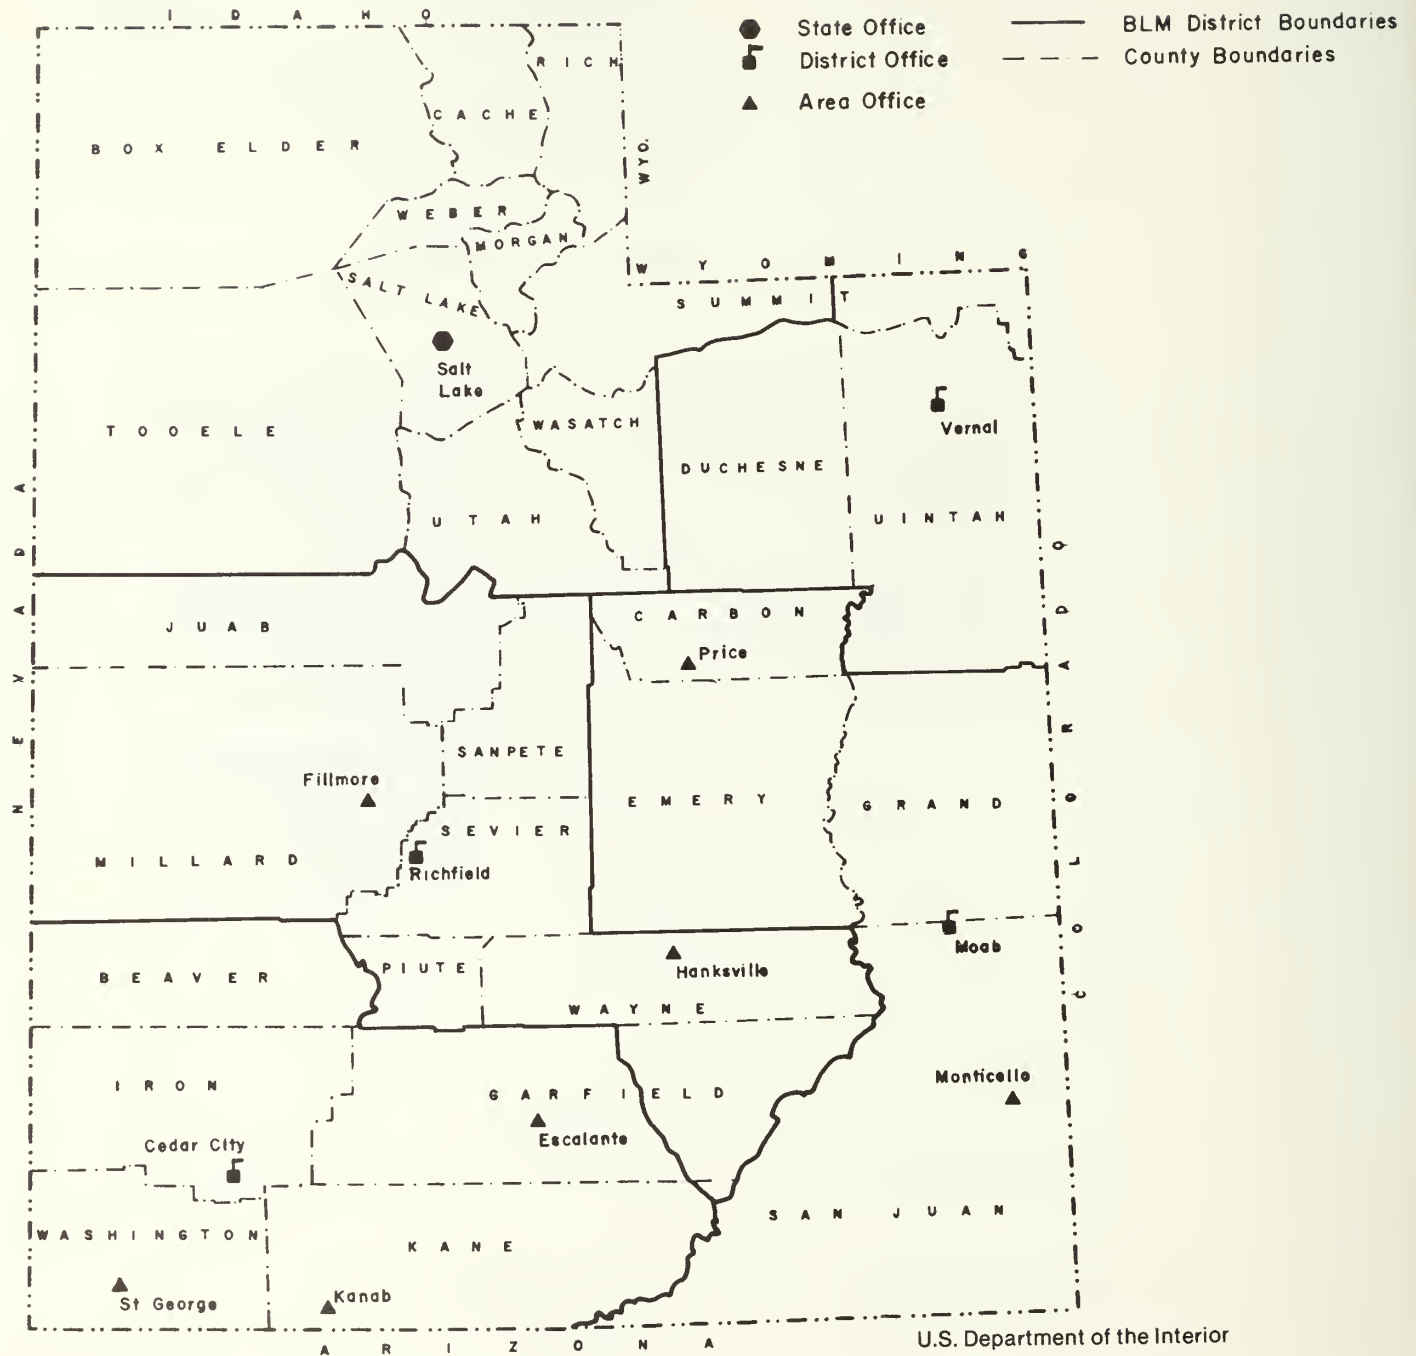 IDAHO
State Office
BLM District Boundaries
District Office
County Boundaries
Area Office
RICH
CACHE
BOX ELDER
WYO.
WEBER
MORGAN
WYOMING
SALT LAKE
SUMMIT
Salt
Lake
WASATCH
TOOELE
Vernal
DUCHESNE
UTAH
UINTAH
NEVADA
COLORADO
CARBON
JUAB
Price
SANPETE
Fillmore
EMERY
GRAND
SEVIER
MILLARD
Richfield
Moab
PIUTE
Hanksville
BEAVER
WAYNE
Monticello
IRON
GARFIELD
Escalante
Cedar City
SAN JUAN
WASHINGTON
KANE
St George
Kanab
ARIZONA
U.S. Department of the Interior